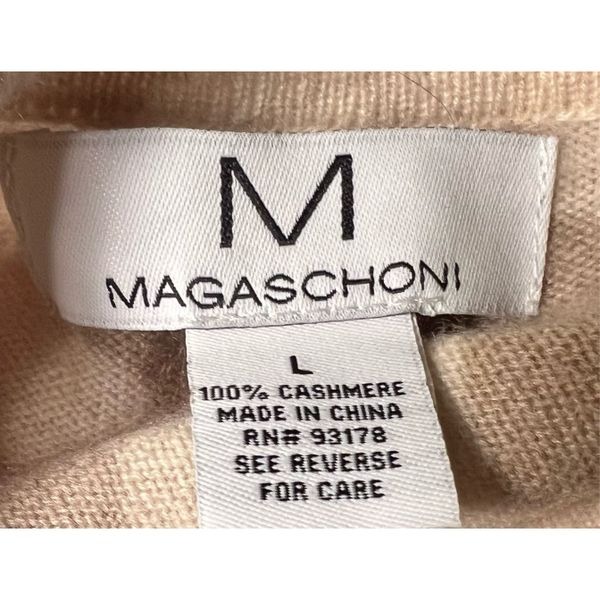 M
MAGASCHONI
L
100% CASHMERE
MADE IN CHINA
RN# 93178
SEE REVERSE
FOR CARE